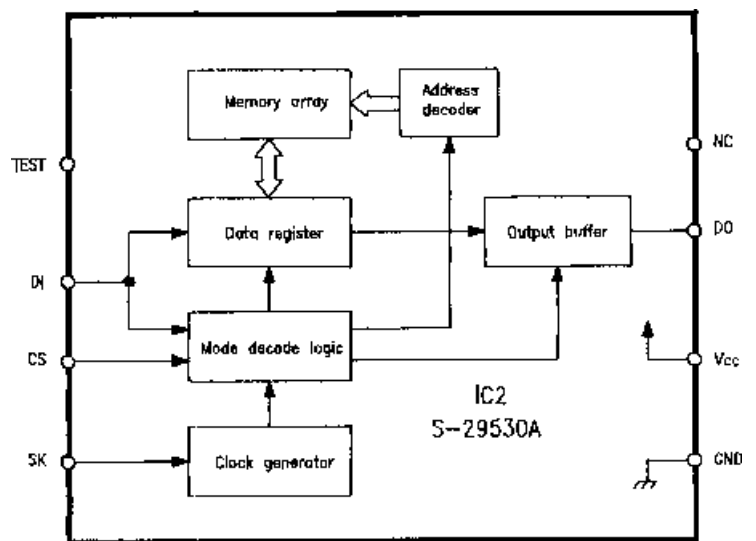 Memory array
Address
decoder
TEST
NC
Data register
Output buffer
DO
DI
Mode decode logic
CS
Vcc
IC2
S-29530A
SK
Clock generator
GND